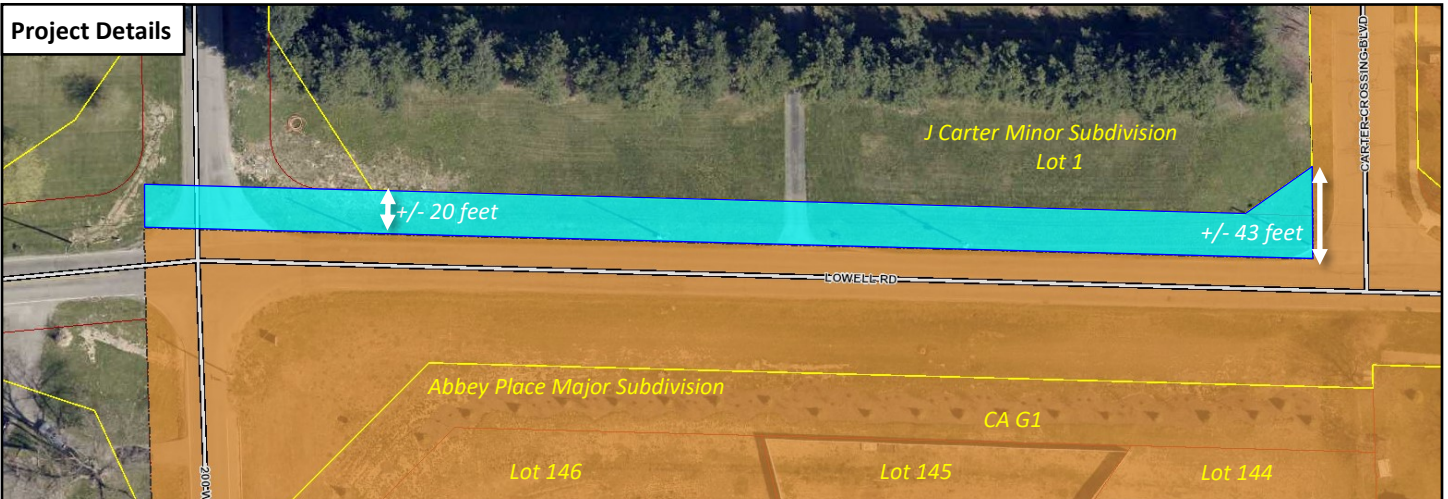 Project Details
CARTER CROSSING BLVD
J Carter Minor Subdivision
Lot 1
+/- 20 feet
+/- 43 feet
LOWELL RD
Abbey Place Major Subdivision
CA G1
200 W
Lot 146
Lot 145
Lot 144